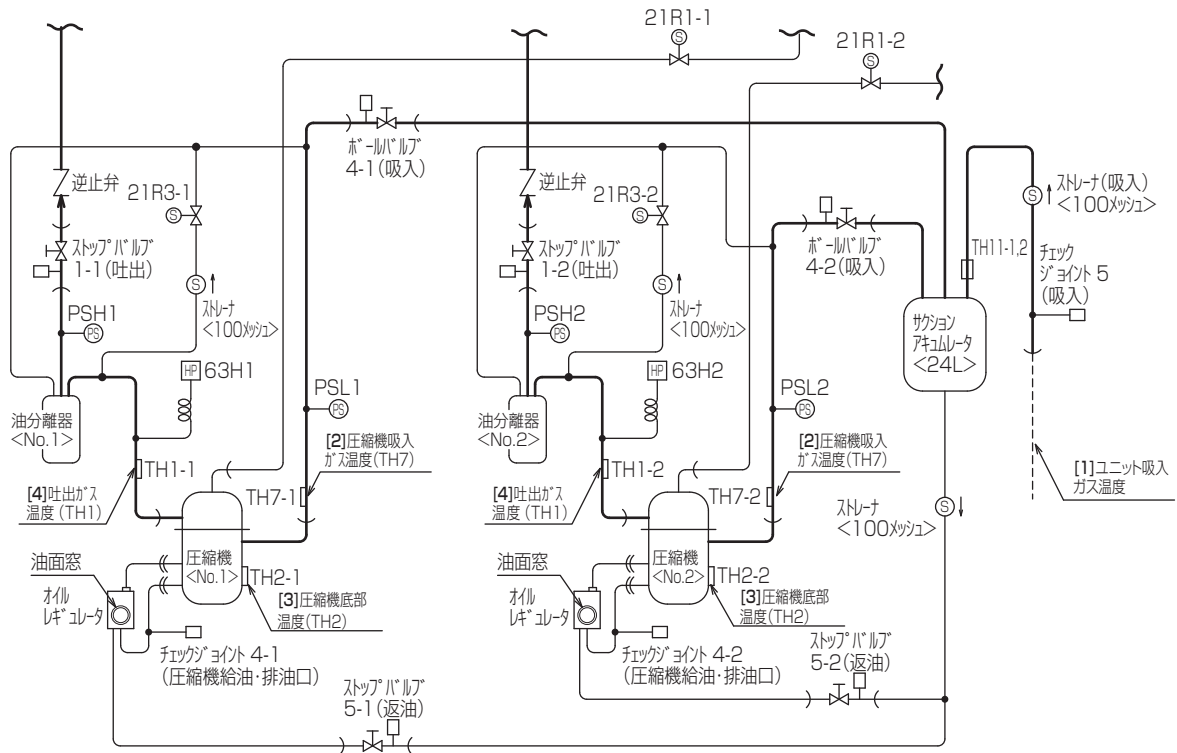 21R1-1
21R1-2
ボールバルブ
4-1(吸入)
逆止弁
21R3-1
S
ストップバルブ
1-1(吐出)
S
ストレーナ
<100メッシュ>
PSH1
PS
HP
63H1
PSL1
PS
油分離器
<No.1>
[2]圧縮機吸入
ガス温度(TH7)
TH1-1
[4]吐出ガス
温度(TH1)
TH7-1
油面窓
オイル
レギュレータ
圧縮機
<No.1>
TH2-1
[3]圧縮機底部
温度(TH2)
チェックジョイント 4-1
(圧縮機給油・排油口)
ストップバルブ
5-1(返油)
S
S
逆止弁
21R3-2
S
ストップバルブ
1-2(吐出)
S
ストレーナ
<100メッシュ>
PSH2
PS
HP
63H2
PSL2
PS
油分離器
<No.2>
[2]圧縮機吸入
ガス温度(TH7)
TH1-2
[4]吐出ガス
温度(TH1)
TH7-2
油面窓
オイル
レギュレータ
圧縮機
<No.2>
TH2-2
[3]圧縮機底部
温度(TH2)
チェックジョイント 4-2
(圧縮機給油・排油口)
ストップバルブ
5-2(返油)
ボールバルブ
4-2(吸入)
TH11-1,2
S
ストレーナ(吸入)
<100メッシュ>
チェック
ジョイント 5
(吸入)
サクション
アキュムレータ
<24L>
[1]ユニット吸入
ガス温度
ストレーナ
<100メッシュ>
S